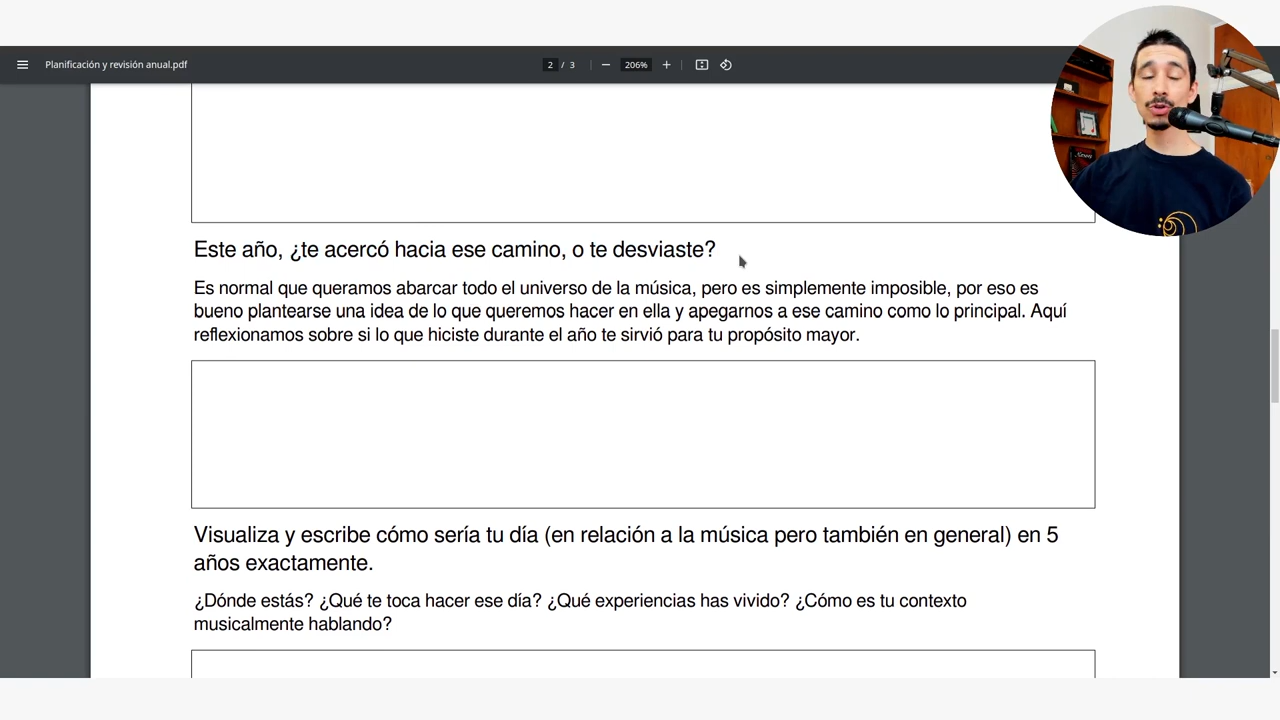 Planificación y revisión anual.pdf
2 / 3
206%
Este año, ¿te acercó hacia ese camino, o te desviaste?
Es normal que queramos abarcar todo el universo de la música, pero es simplemente imposible, por eso es
bueno plantearse una idea de lo que queremos hacer en ella y apegarnos a ese camino como lo principal. Aquí
reflexionamos sobre si lo que hiciste durante el año te sirvió para tu propósito mayor.
Visualiza y escribe cómo sería tu día (en relación a la música pero también en general) en 5
años exactamente.
¿Dónde estás? ¿Qué te toca hacer ese día? ¿Qué experiencias has vivido? ¿Cómo es tu contexto
musicalmente hablando?